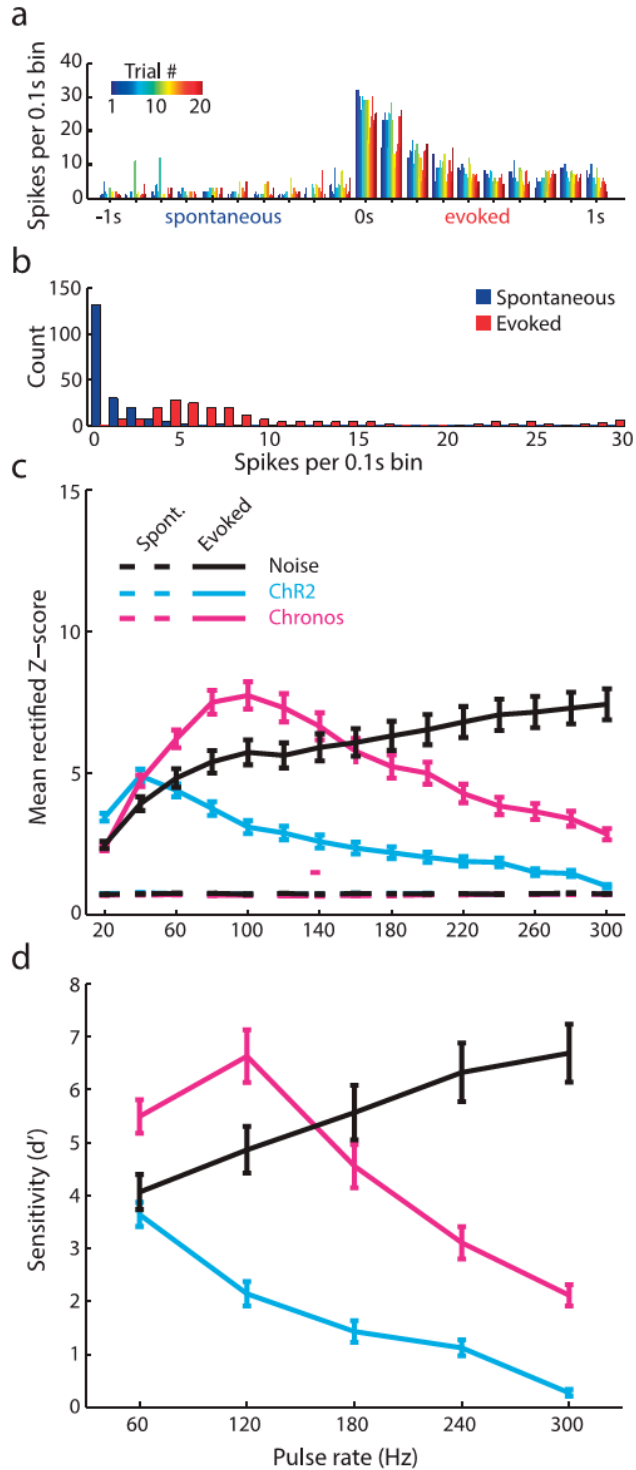 a
Spikes per 0.1s bin
40
30
20
10
0
Trial #
1 10 20
-1s spontaneous 0s evoked 1s
b
Count
150
100
50
0
Spontaneous
Evoked
0 5 10 15 20 25 30
Spikes per 0.1s bin
c
Mean rectified Z−score
15
10
5
0
Spont. Evoked
Noise
ChR2
Chronos
20 60 100 140 180 220 260 300
d
Sensitivity (d')
8
7
6
5
4
3
2
1
0
60 120 180 240 300
Pulse rate (Hz)